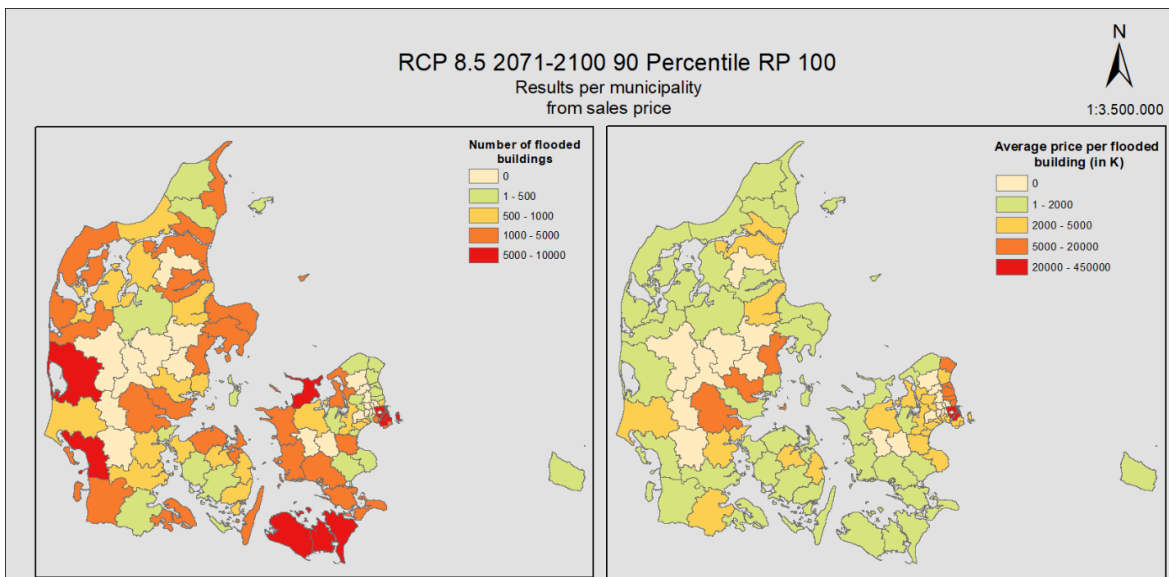 RCP 8.5 2071-2100 90 Percentile RP 100
Results per municipality
from sales price
N
1:3.500.000
Number of flooded
buildings
0
1 - 500
500 - 1000
1000 - 5000
5000 - 10000
Average price per flooded
building (in K)
0
1 - 2000
2000 - 5000
5000 - 20000
20000 - 450000